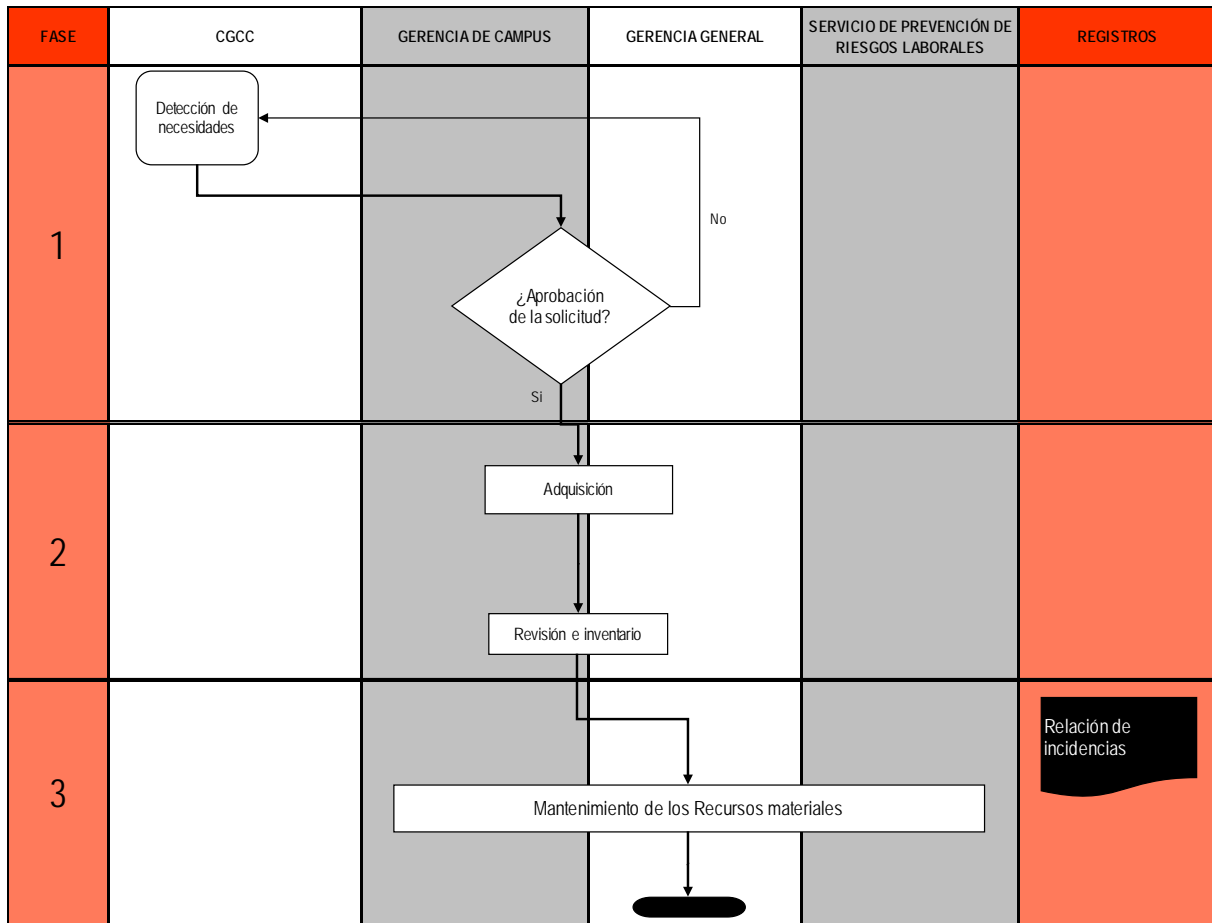 FASE
CGCC
GERENCIA DE CAMPUS
GERENCIA GENERAL
SERVICIO DE PREVENCIÓN DE
RIESGOS LABORALES
REGISTROS
1
Detección de
necesidades
No
¿Aprobación
de la solicitud?
Si
2
Adquisición
Revisión e inventario
3
Relación de
incidencias
Mantenimiento de los Recursos materiales